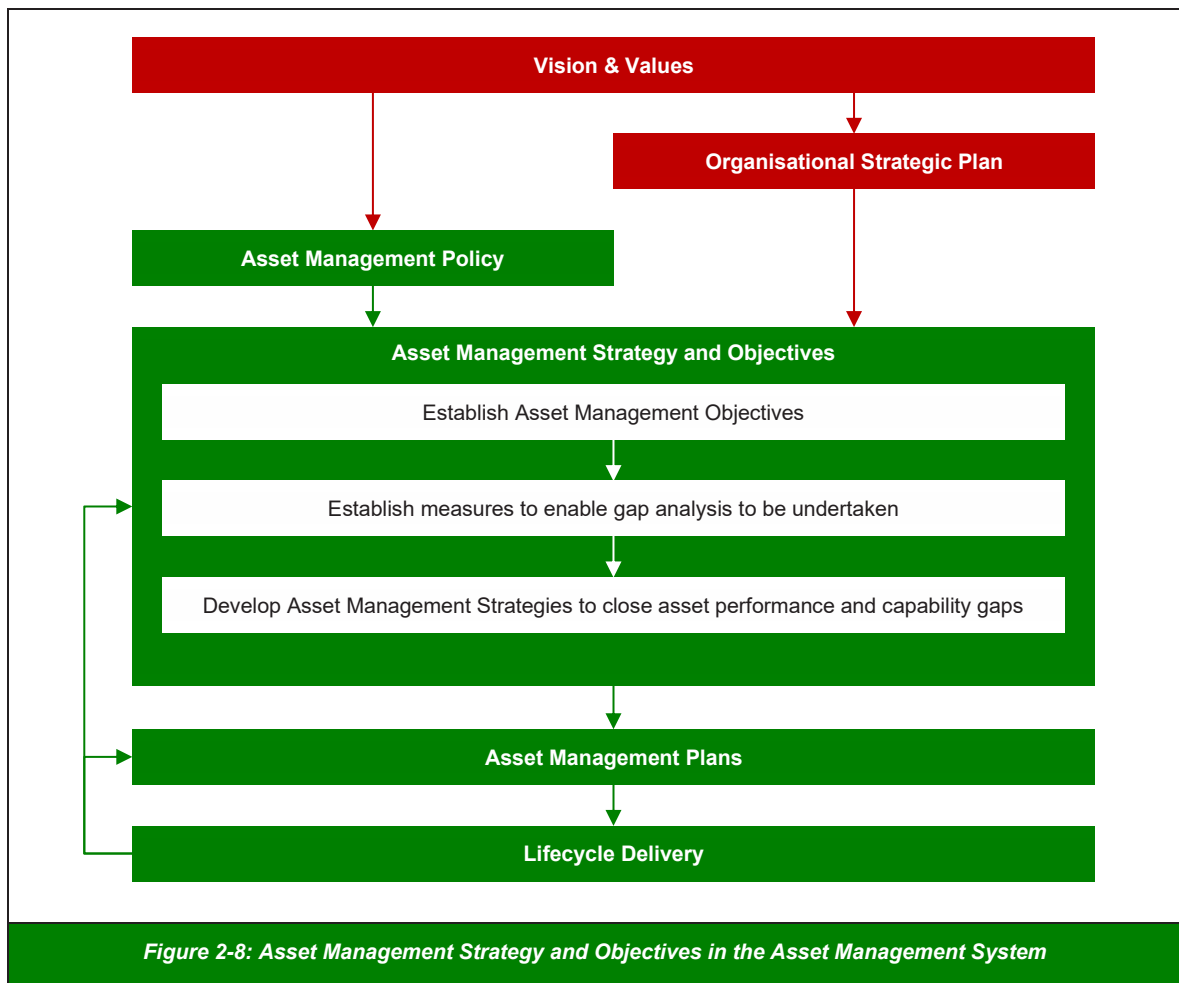 Vision & Values
Organisational Strategic Plan
Asset Management Policy
Asset Management Strategy and Objectives
Establish Asset Management Objectives
Establish measures to enable gap analysis to be undertaken
Develop Asset Management Strategies to close asset performance and capability gaps
Asset Management Plans
Lifecycle Delivery
Figure 2-8: Asset Management Strategy and Objectives in the Asset Management System